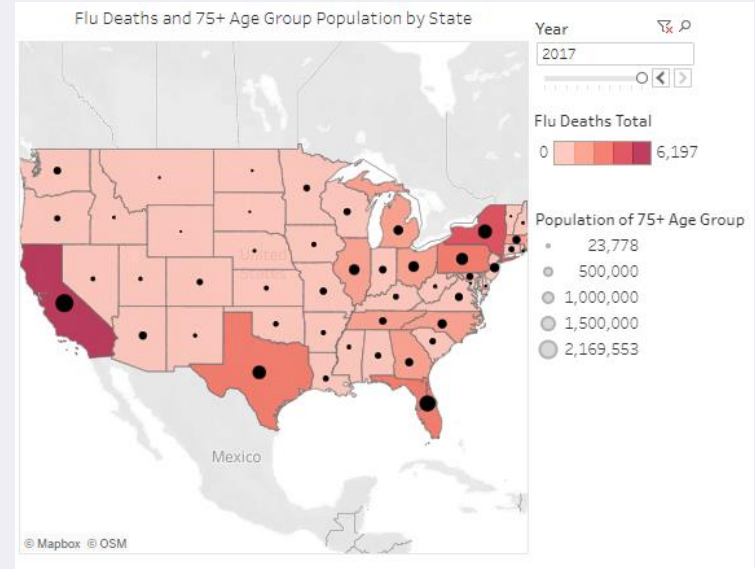 Flu Deaths and 75+ Age Group Population by State
Year
2017
Flu Deaths Total
0
6,197
Population of 75+ Age Group
23,778
500,000
1,000,000
1,500,000
2,169,553
United
States
Mexico
© Mapbox © OSM